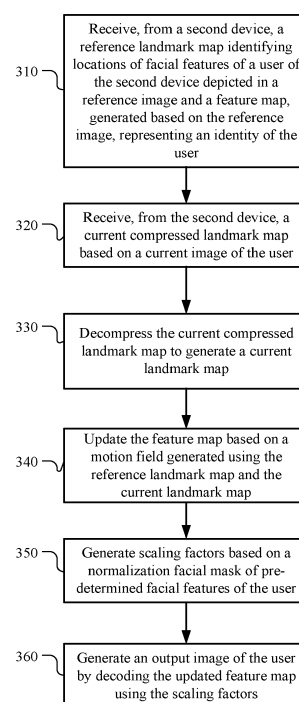 310
Receive, from a second device, a
reference landmark map identifying
locations of facial features of a user of
the second device depicted in a
reference image and a feature map,
generated based on the reference
image, representing an identity of the
user
320
Receive, from the second device, a
current compressed landmark map
based on a current image of the user
330
Decompress the current compressed
landmark map to generate a current
landmark map
340
Update the feature map based on a
motion field generated using the
reference landmark map and the
current landmark map
350
Generate scaling factors based on a
normalization facial mask of pre-
determined facial features of the user
360
Generate an output image of the user
by decoding the updated feature map
using the scaling factors